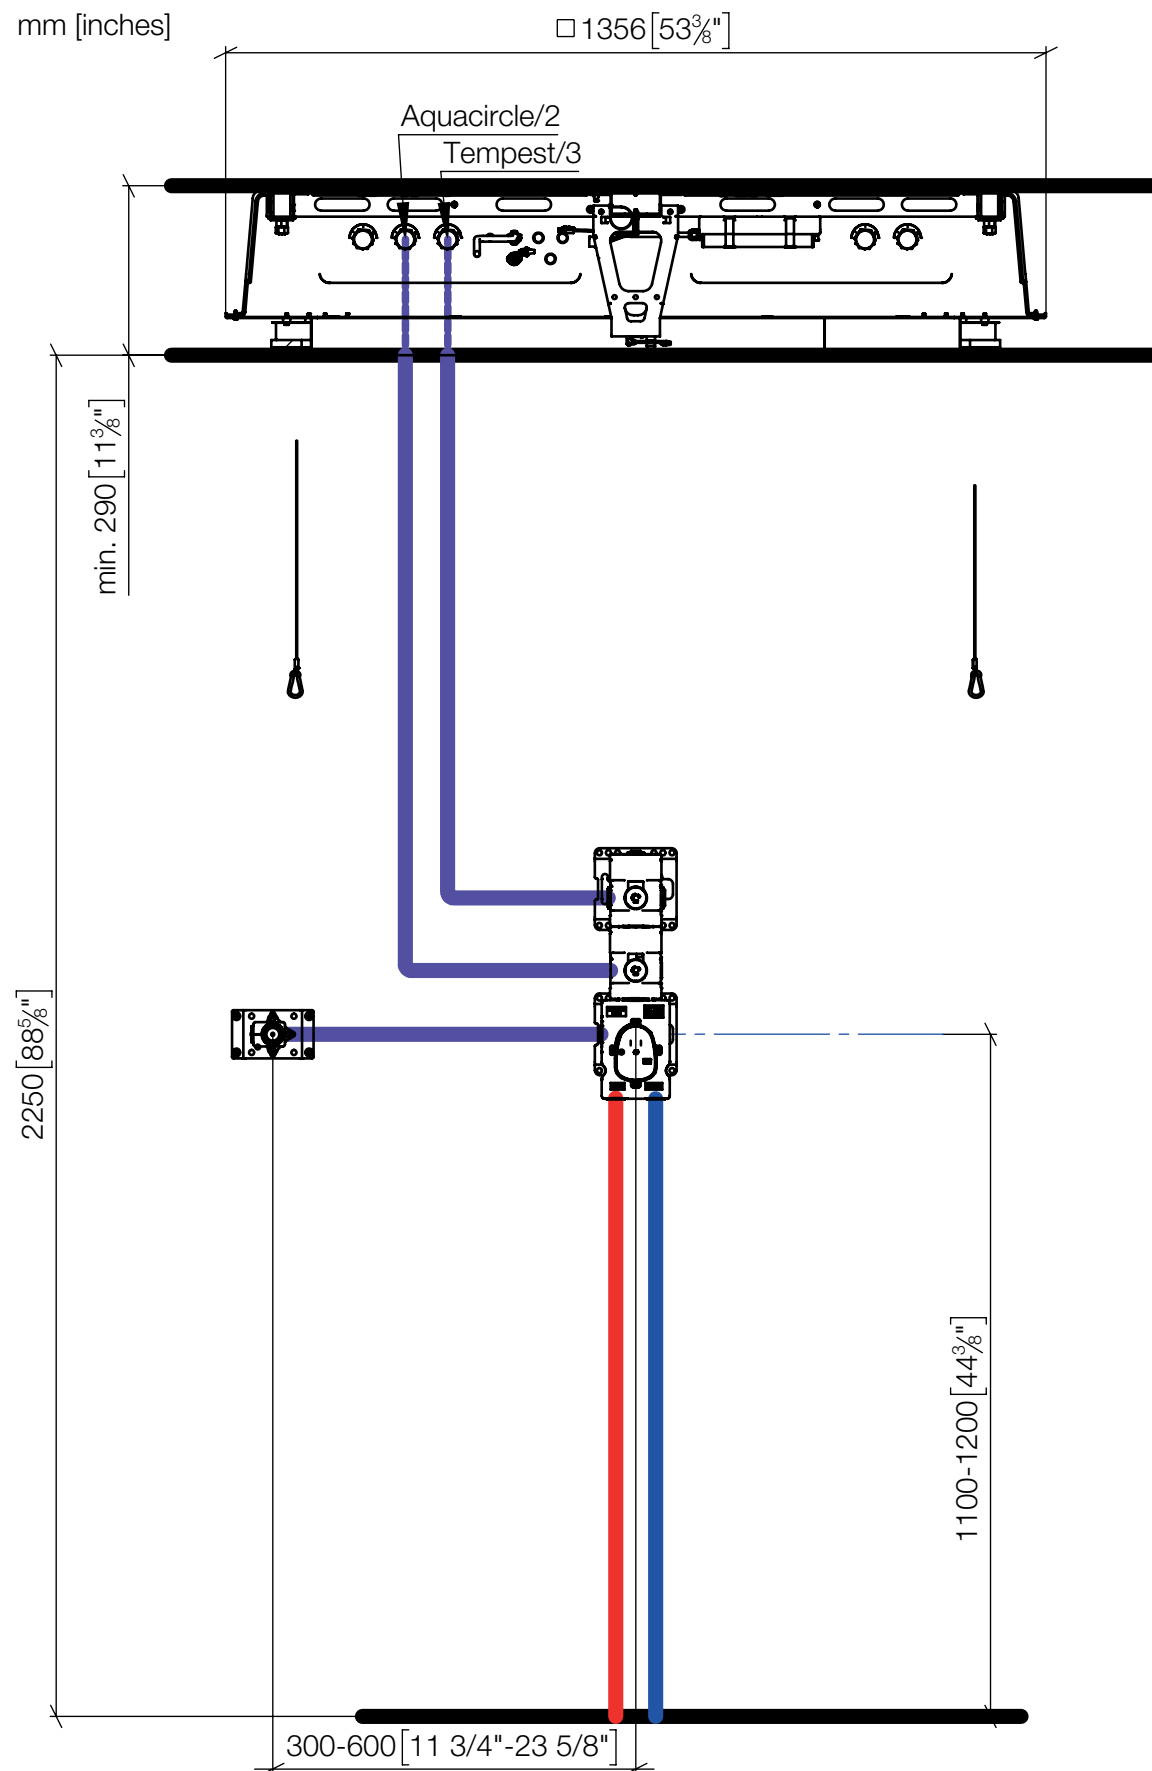 mm [inches]
□ 1356 [53⅜"]
Aquacircle/2
Tempest/3
min. 290 [11⅜"]
2250 [88⅝"]
1100-1200 [44⅜"]
300-600 [11 3/4"-23 5/8"]